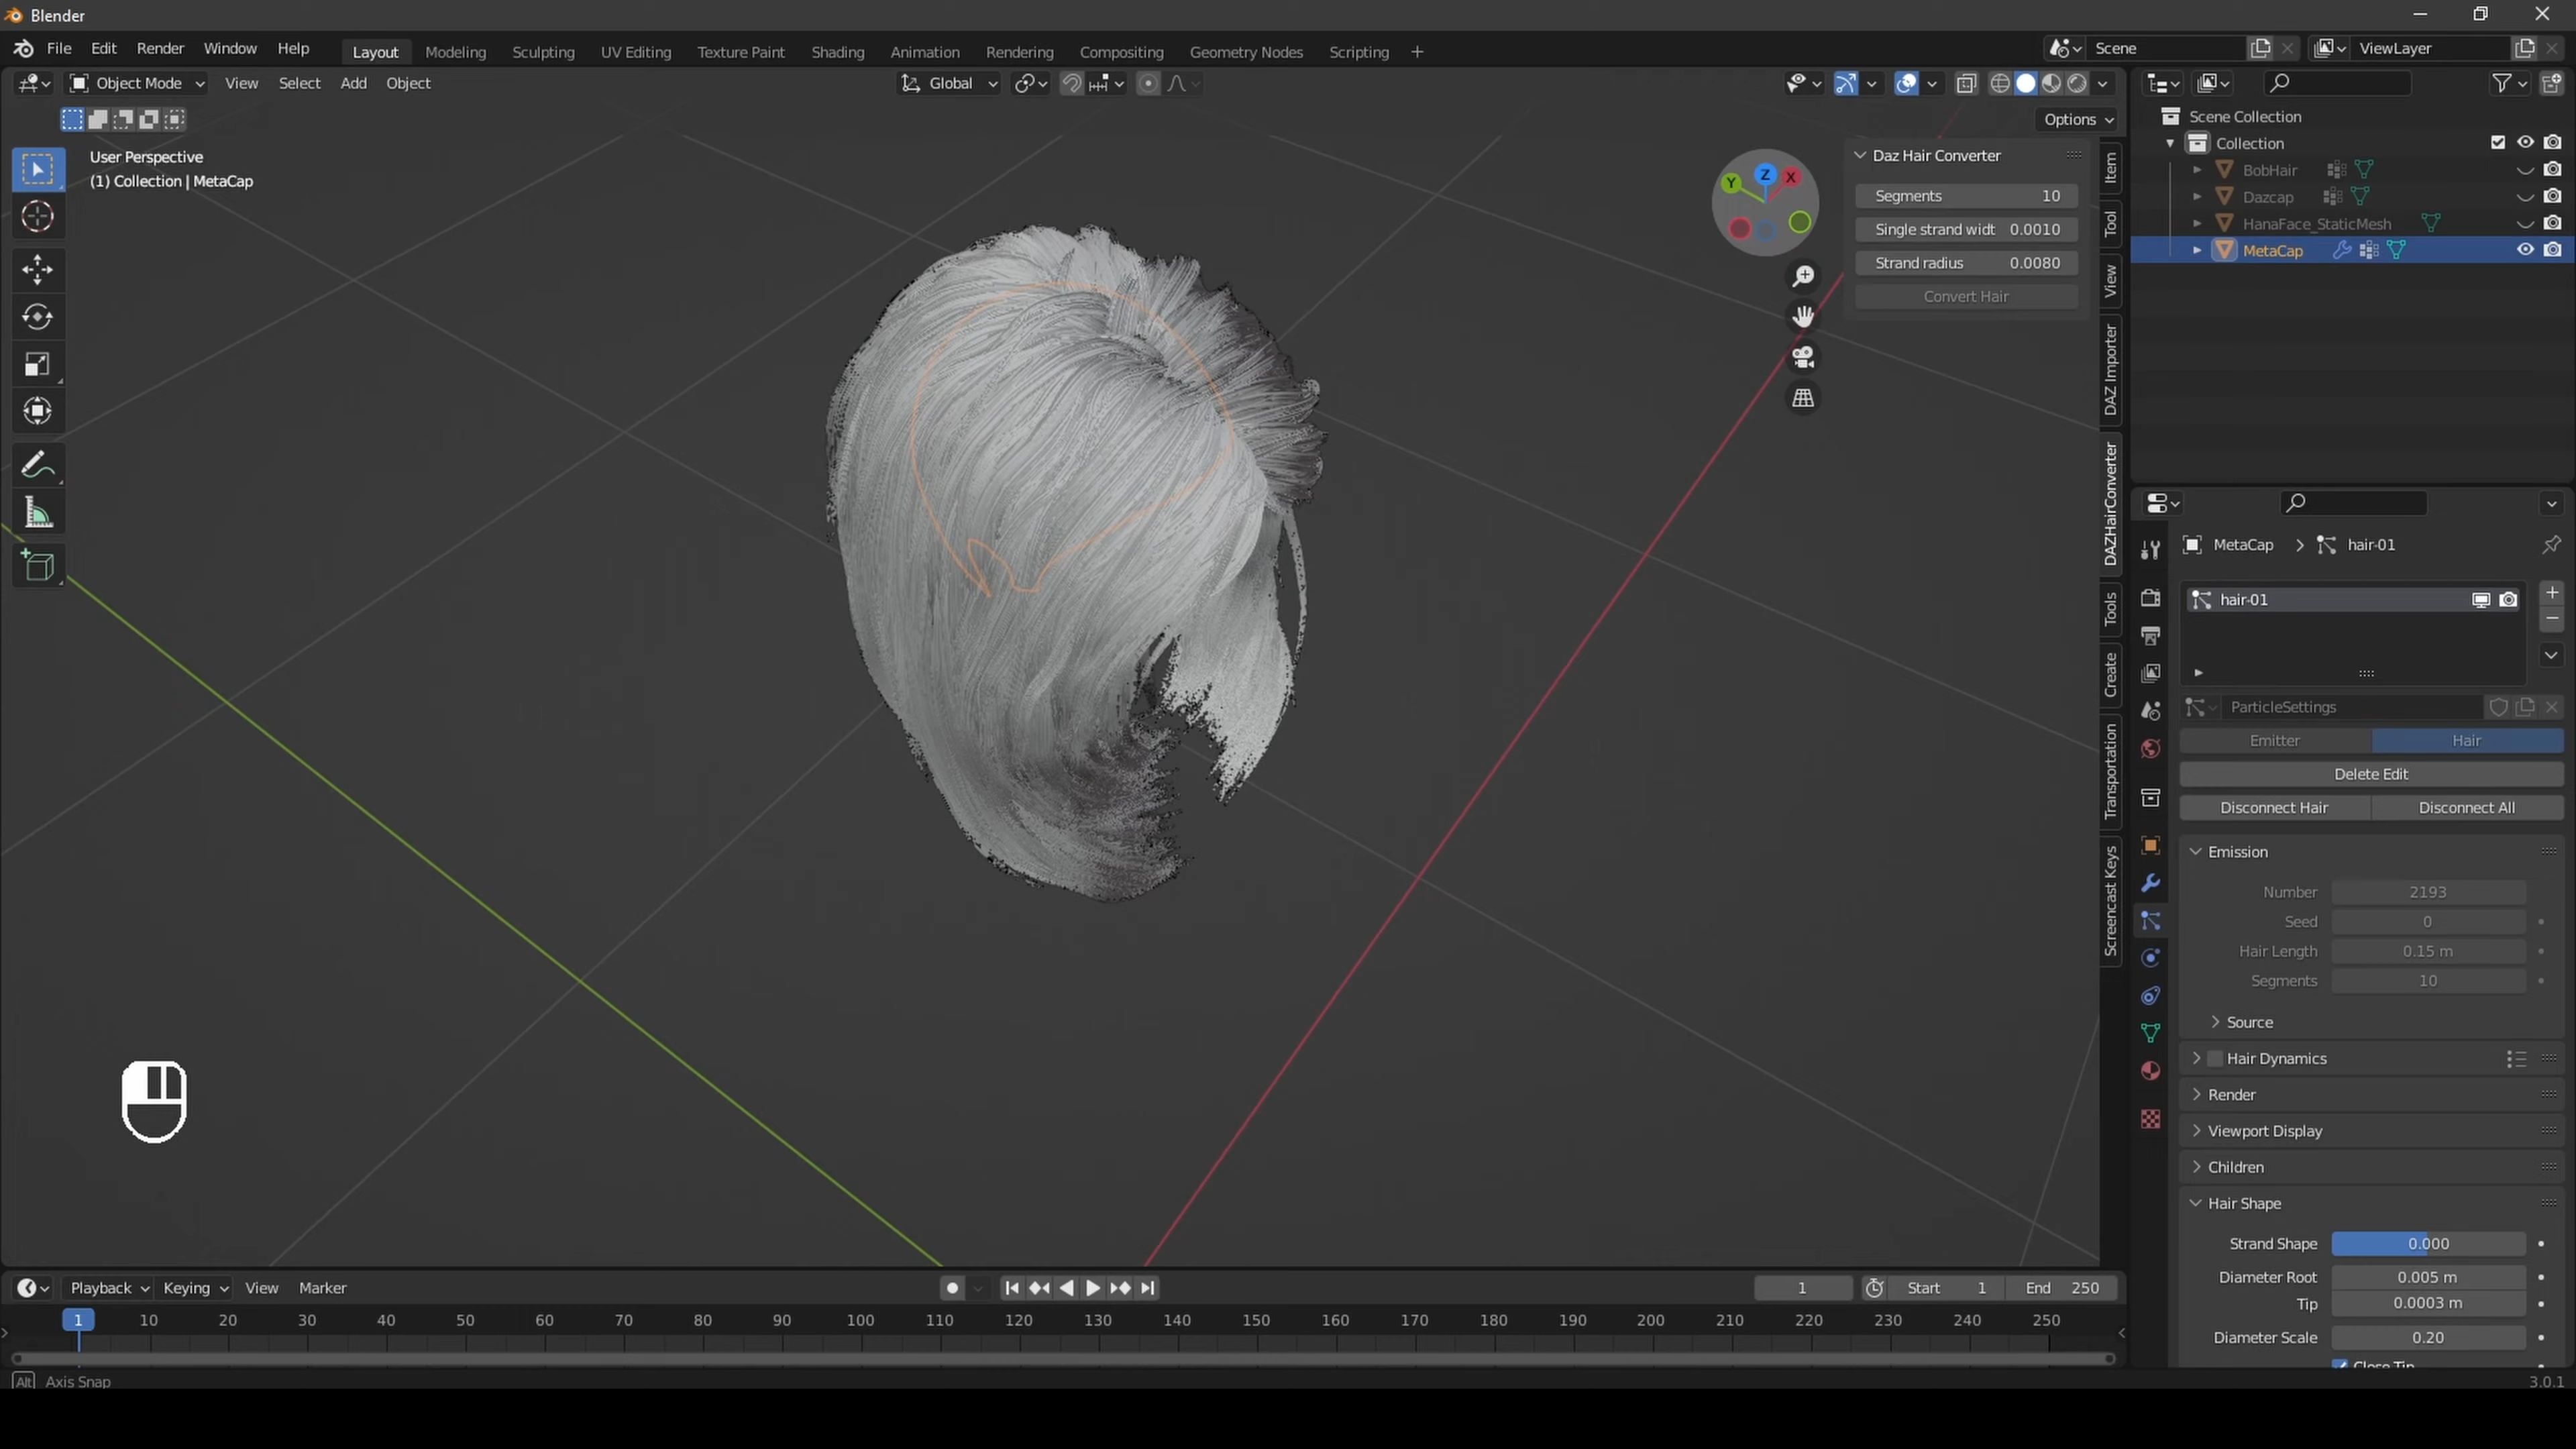 Blender
File Edit Render Window Help Layout Modeling Sculpting UV Editing Texture Paint Shading Animation Rendering Compositing Geometry Nodes Scripting + Scene ViewLayer
Object Mode View Select Add Object Global
Options
User Perspective
(1) Collection | MetaCap
Z X Y
Daz Hair Converter
Segments 10
Single strand widt 0.0010
Strand radius 0.0080
Convert Hair
Item
Tool
View
DAZ Importer
DAZHairConverter
Tools
Create
Transportation
Screencast Keys
Scene Collection
Collection
BobHair
Dazcap
HanaFace_StaticMesh
MetaCap
MetaCap > hair-01
hair-01
ParticleSettings
Emitter Hair
Delete Edit
Disconnect Hair Disconnect All
Emission
Number 2193
Seed 0
Hair Length 0.15 m
Segments 10
Source
Hair Dynamics
Render
Viewport Display
Children
Hair Shape
Strand Shape 0.000
Diameter Root 0.005 m
Tip 0.0003 m
Diameter Scale 0.20
Close Tip
Playback Keying View Marker 1 Start 1 End 250
1 10 20 30 40 50 60 70 80 90 100 110 120 130 140 150 160 170 180 190 200 210 220 230 240 250
Alt Axis Snap 3.0.1